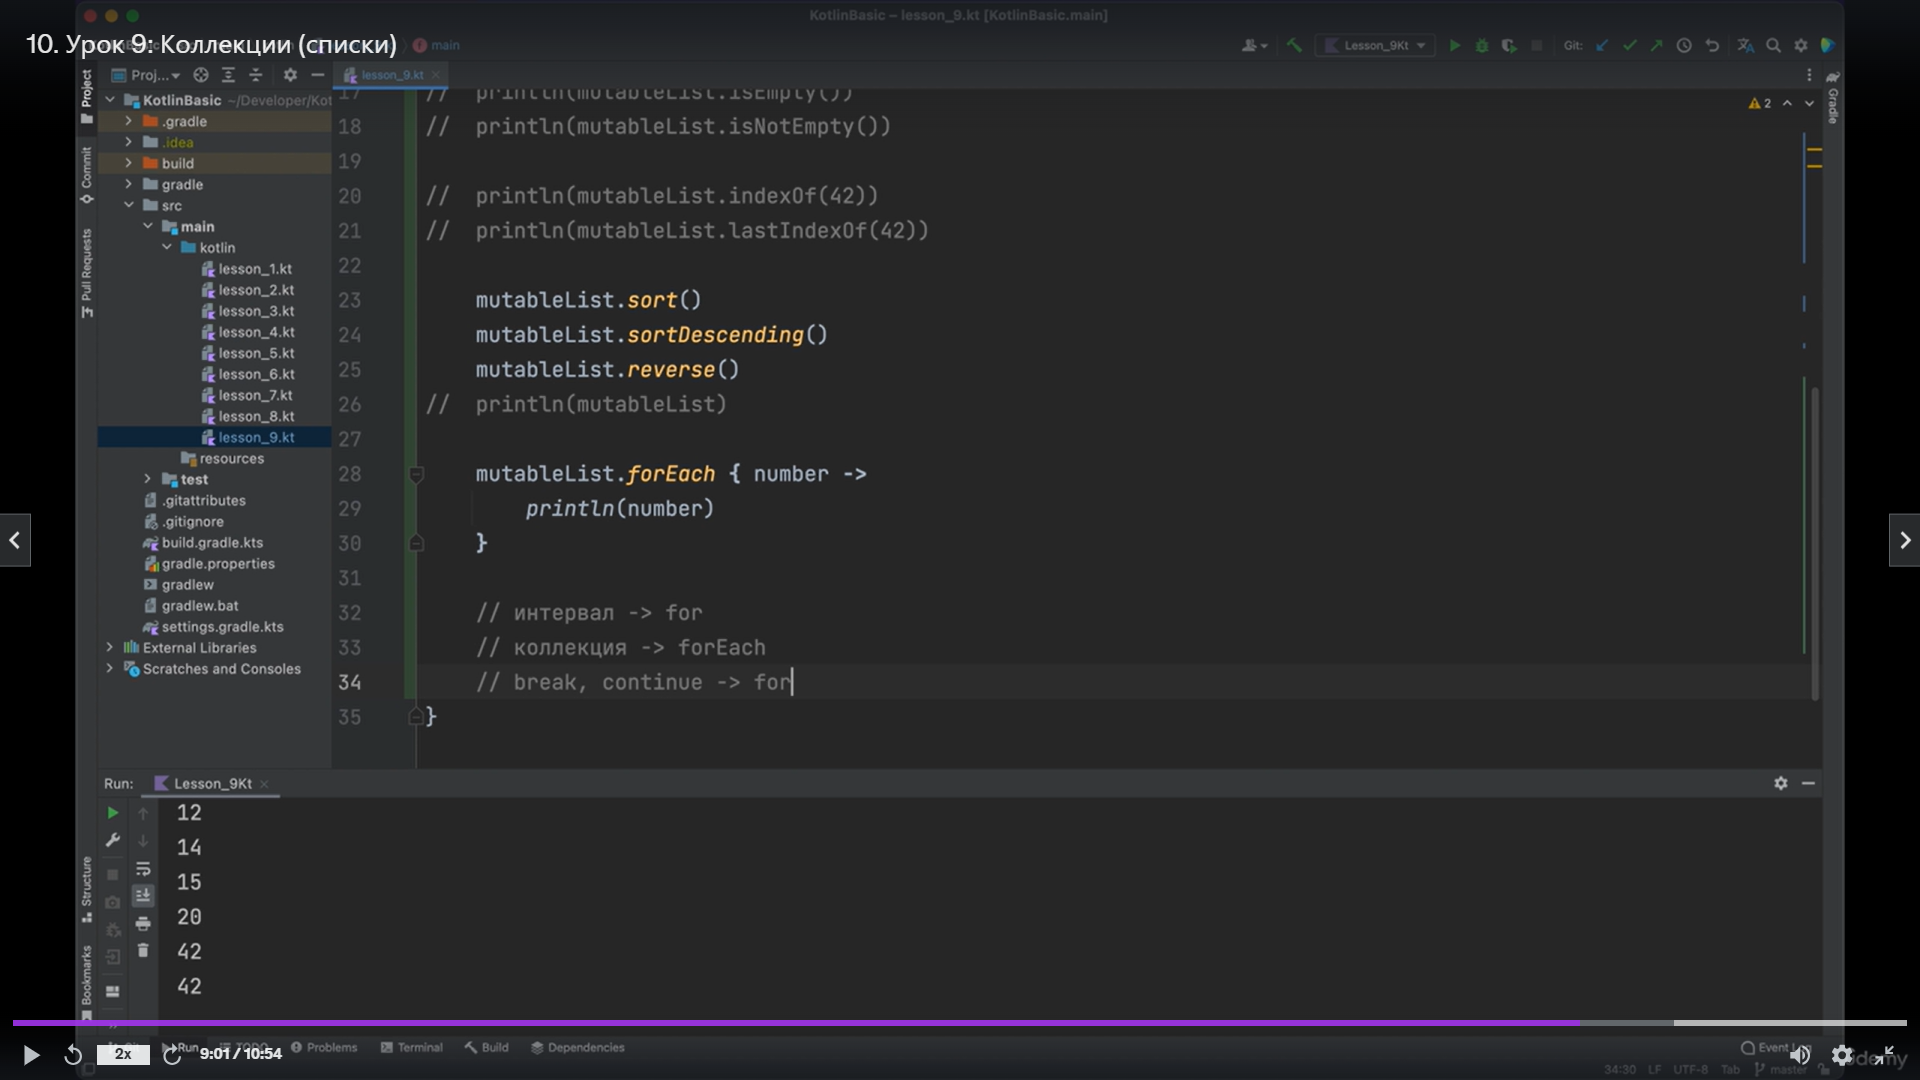 KotlinBasic – lesson_9.kt [KotlinBasic.main]
10. Урок 9: Коллекции (списки)
main
Lesson_9Kt
Git:
Project
Commit
Pull Requests
Structure
Bookmarks
Gradle
Proj...
lesson_9.kt
KotlinBasic ~/Developer/Kot
.gradle
.idea
build
gradle
src
main
kotlin
lesson_1.kt
lesson_2.kt
lesson_3.kt
lesson_4.kt
lesson_5.kt
lesson_6.kt
lesson_7.kt
lesson_8.kt
lesson_9.kt
resources
test
.gitattributes
.gitignore
build.gradle.kts
gradle.properties
gradlew
gradlew.bat
settings.gradle.kts
External Libraries
Scratches and Consoles
2
17 // println(mutableList.isEmpty())
18 // println(mutableList.isNotEmpty())
19
20 // println(mutableList.indexOf(42))
21 // println(mutableList.lastIndexOf(42))
22
23 mutableList.sort()
24 mutableList.sortDescending()
25 mutableList.reverse()
26 // println(mutableList)
27
28 mutableList.forEach { number ->
29 println(number)
30 }
31
32 // интервал -> for
33 // коллекция -> forEach
34 // break, continue -> for
35 }
Run: Lesson_9Kt
12
14
15
20
42
42
Run
TODO
Problems
Terminal
Build
Dependencies
2x
9:01 / 10:54
34:30 LF UTF-8 Tab master